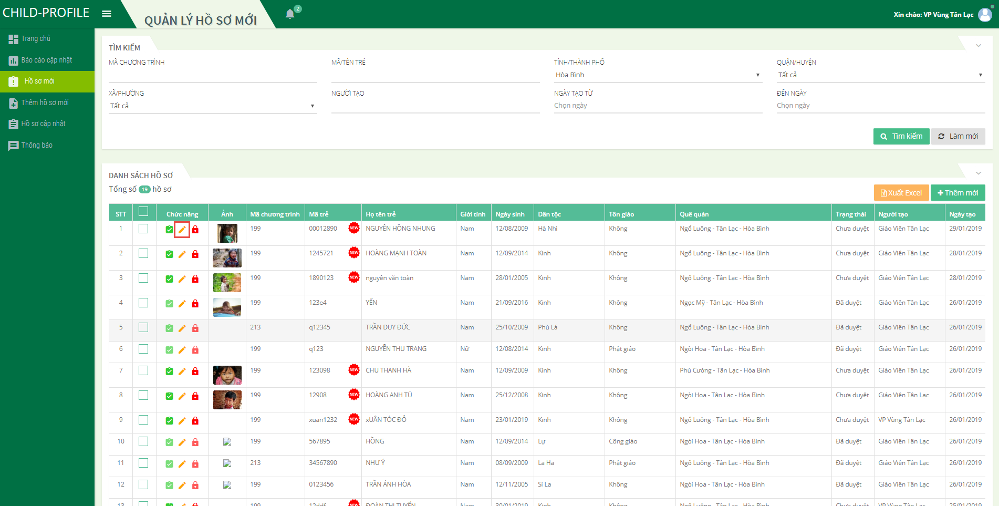 CHILD-PROFILE
QUẢN LÝ HỒ SƠ MỚI
2
Xin chào: VP Vùng Tân Lạc
Trang chủ
Báo cáo cập nhật
Hồ sơ mới
Thêm hồ sơ mới
Hồ sơ cập nhật
Thông báo
TÌM KIẾM
MÃ CHƯƠNG TRÌNH
MÃ/TÊN TRẺ
TỈNH/THÀNH PHỐ
Hòa Bình
QUẬN/HUYỆN
Tất cả
XÃ/PHƯỜNG
Tất cả
NGƯỜI TẠO
NGÀY TẠO TỪ
Chọn ngày
ĐẾN NGÀY
Chọn ngày
Tìm kiếm
Làm mới
DANH SÁCH HỒ SƠ
Tổng số 19 hồ sơ
Xuất Excel
Thêm mới
STT Chức năng Ảnh Mã chương trình Mã trẻ Họ tên trẻ Giới tính Ngày sinh Dân tộc Tôn giáo Quê quán Trạng thái Người tạo Ngày tạo
1 199 00012890 NEW NGUYỄN HỒNG NHUNG Nam 12/08/2009 Hà Nhì Không Ngổ Luông - Tân Lạc - Hòa Bình Chưa duyệt Giáo Viên Tân Lạc 29/01/2019
2 199 1245721 NEW HOÀNG MẠNH TOÀN Nam 12/09/2014 Kinh Không Ngổ Luông - Tân Lạc - Hòa Bình Chưa duyệt Giáo Viên Tân Lạc 28/01/2019
3 199 1890123 NEW nguyễn văn toàn Nam 28/01/2005 Kinh Không Ngổ Luông - Tân Lạc - Hòa Bình Chưa duyệt Giáo Viên Tân Lạc 28/01/2019
4 199 123e4 YẾN Nam 21/09/2016 Kinh Không Ngọc Mỹ - Tân Lạc - Hòa Bình Đã duyệt Giáo Viên Tân Lạc 26/01/2019
5 213 q12345 TRẦN DUY ĐỨC Nam 25/10/2009 Phù Lá Không Ngổ Luông - Tân Lạc - Hòa Bình Đã duyệt Giáo Viên Tân Lạc 26/01/2019
6 199 q123 NGUYỄN THU TRANG Nữ 12/08/2014 Kinh Phật giáo Ngòi Hoa - Tân Lạc - Hòa Bình Đã duyệt Giáo Viên Tân Lạc 26/01/2019
7 199 123098 NEW CHU THANH HÀ Nam 12/09/2009 Kinh Không Phú Cường - Tân Lạc - Hòa Bình Chưa duyệt Giáo Viên Tân Lạc 26/01/2019
8 199 12908 NEW HOÀNG ANH TÚ Nam 25/12/2008 Kinh Không Ngòi Hoa - Tân Lạc - Hòa Bình Chưa duyệt Giáo Viên Tân Lạc 26/01/2019
9 199 xuan1232 NEW xUÂN TÓC ĐỎ Nam 23/01/2019 Kinh Không Ngổ Luông - Tân Lạc - Hòa Bình Chưa duyệt VP Vùng Tân Lạc 26/01/2019
10 199 567895 HỒNG Nam 12/09/2014 Lự Công giáo Ngòi Hoa - Tân Lạc - Hòa Bình Đã duyệt Giáo Viên Tân Lạc 26/01/2019
11 213 34567890 NHƯ Ý Nam 08/09/2009 La Ha Phật giáo Ngổ Luông - Tân Lạc - Hòa Bình Đã duyệt Giáo Viên Tân Lạc 26/01/2019
12 199 0123456 TRẦN ÁNH HÒA Nam 12/11/2005 Si La Không Ngòi Hoa - Tân Lạc - Hòa Bình Đã duyệt Giáo Viên Tân Lạc 26/01/2019
13 199 12ddf NEW ĐOÀN THỊ TUYỂN Nam 30/01/2019 Kinh Không Ngổ Luông - Tân Lạc - Hòa Bình Chưa duyệt VP Vùng Tân Lạc 25/01/2019